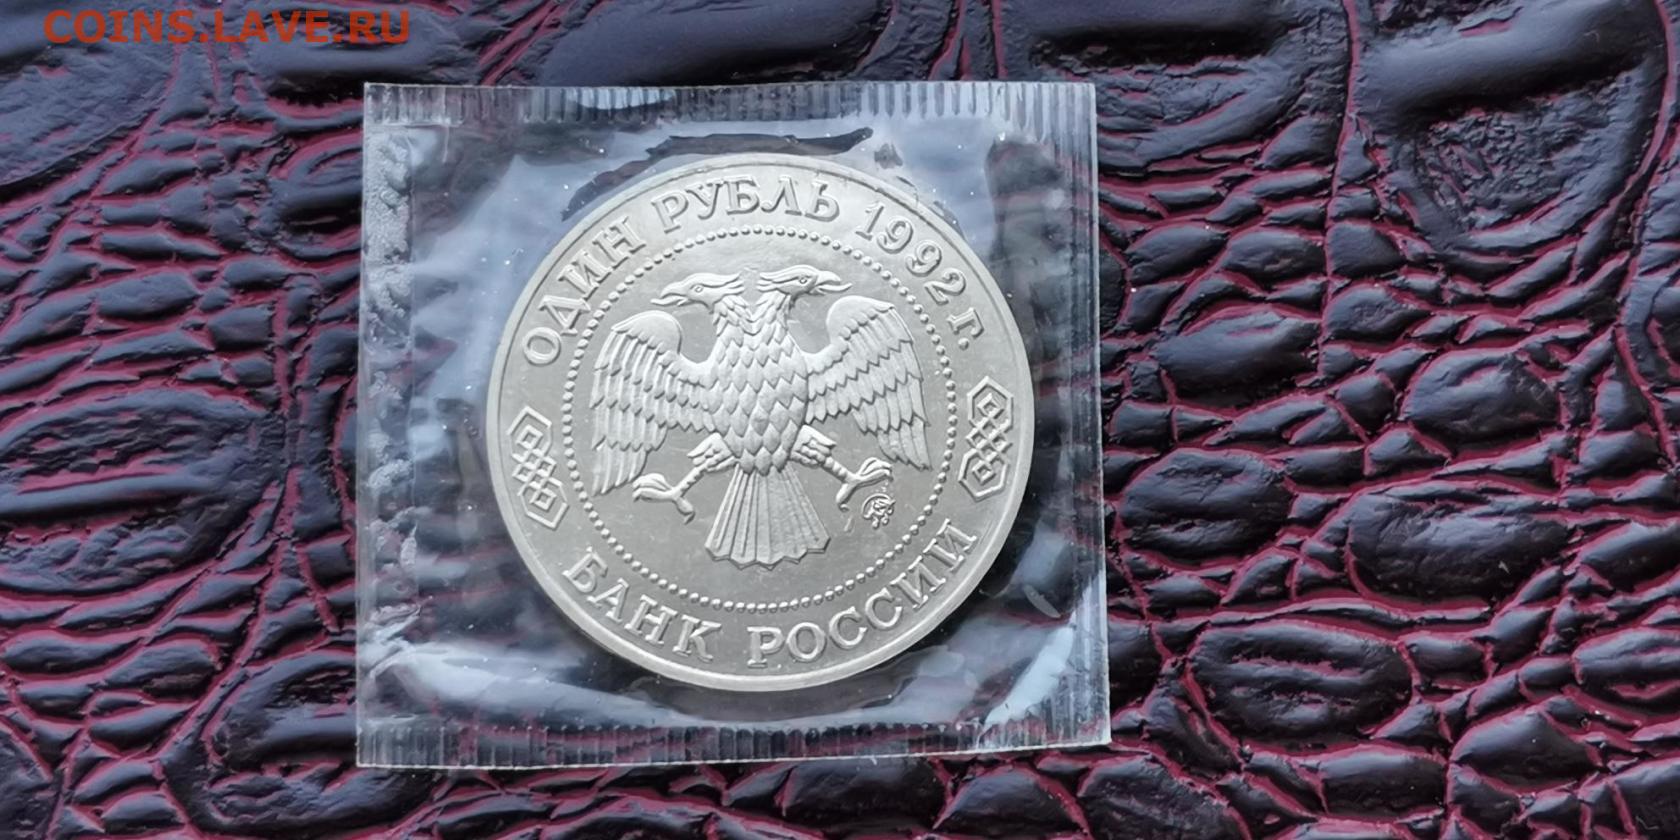 COINS.LAVE.RU
ОДИН РУБЛЬ 1992 г.
БАНК РОССИИ